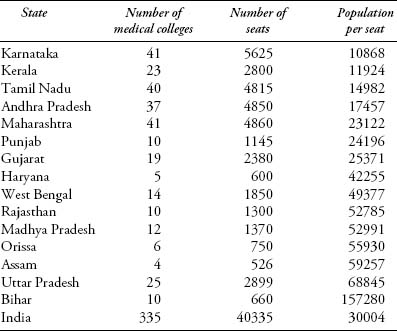 State Number of medical colleges Number of seats Population per seat
Karnataka 41 5625 10868
Kerala 23 2800 11924
Tamil Nadu 40 4815 14982
Andhra Pradesh 37 4850 17457
Maharashtra 41 4860 23122
Punjab 10 1145 24196
Gujarat 19 2380 25371
Haryana 5 600 42255
West Bengal 14 1850 49377
Rajasthan 10 1300 52785
Madhya Pradesh 12 1370 52991
Orissa 6 750 55930
Assam 4 526 59257
Uttar Pradesh 25 2899 68845
Bihar 10 660 157280
India 335 40335 30004